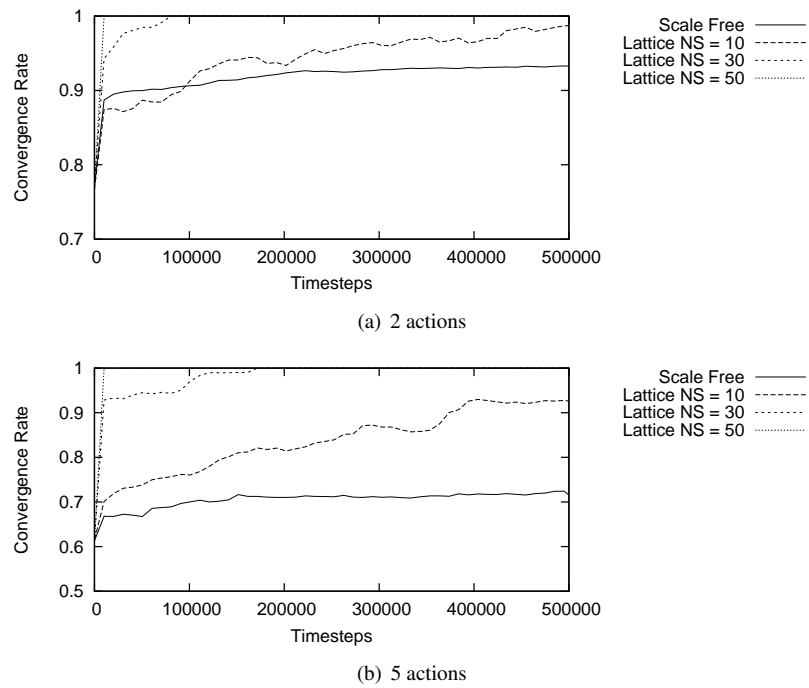 1
0.9
0.8
0.7
Convergence Rate
0 100000 200000 300000 400000 500000
Timesteps
Scale Free
Lattice NS = 10
Lattice NS = 30
Lattice NS = 50
(a) 2 actions
1
0.9
0.8
0.7
0.6
0.5
Convergence Rate
0 100000 200000 300000 400000 500000
Timesteps
Scale Free
Lattice NS = 10
Lattice NS = 30
Lattice NS = 50
(b) 5 actions